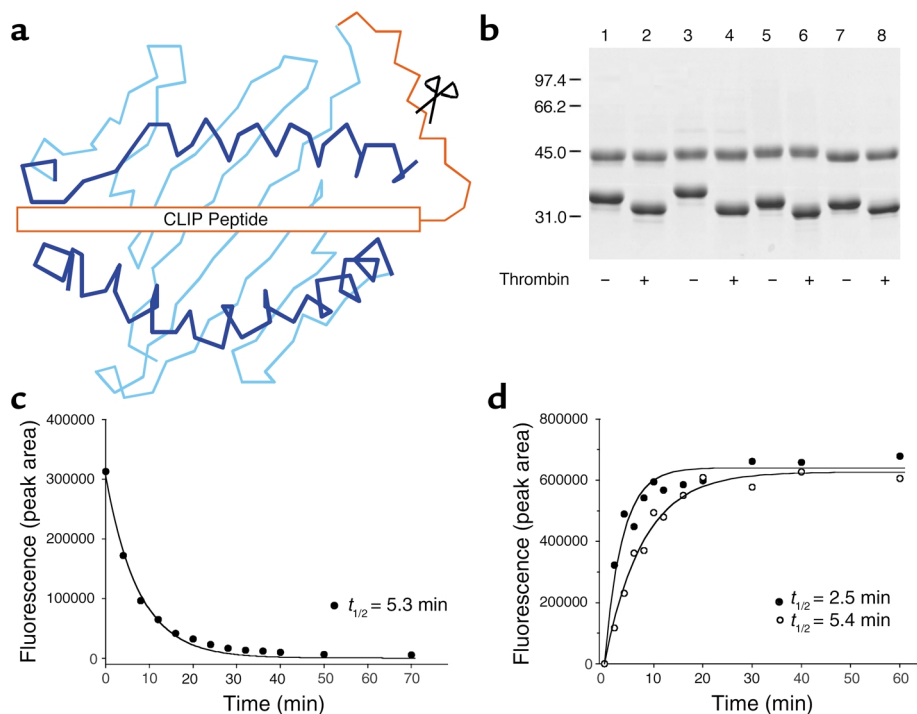 a
CLIP Peptide
b
1 2 3 4 5 6 7 8
97.4
66.2
45.0
31.0
Thrombin − + − + − + − +
c
Fluorescence (peak area)
400000
300000
200000
100000
0
0 10 20 30 40 50 60 70
Time (min)
t1/2 = 5.3 min
d
Fluorescence (peak area)
800000
600000
400000
200000
0
0 10 20 30 40 50 60
Time (min)
t1/2 = 2.5 min
t1/2 = 5.4 min